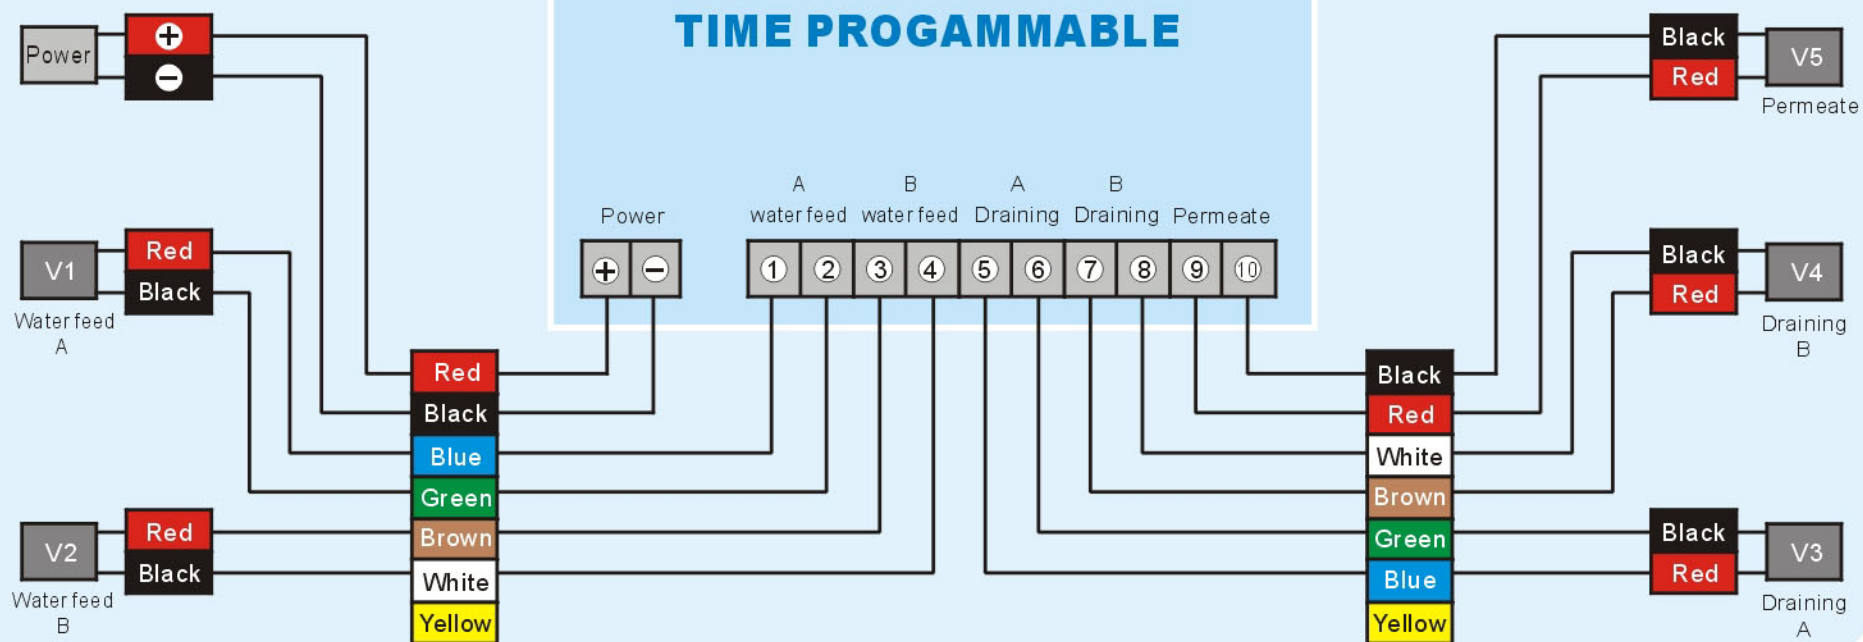 TIME PROGAMMABLE
Power
+
−
Black
Red
V5
Permeate
A
B
A
B
Power
water feed
water feed
Draining
Draining
Permeate
+
−
1
2
3
4
5
6
7
8
9
10
V1
Red
Black
Water feed
A
Black
Red
V4
Draining
B
Red
Black
Blue
Green
Brown
White
Yellow
Black
Red
White
Brown
Green
Blue
Yellow
V2
Red
Black
Water feed
B
Black
Red
V3
Draining
A